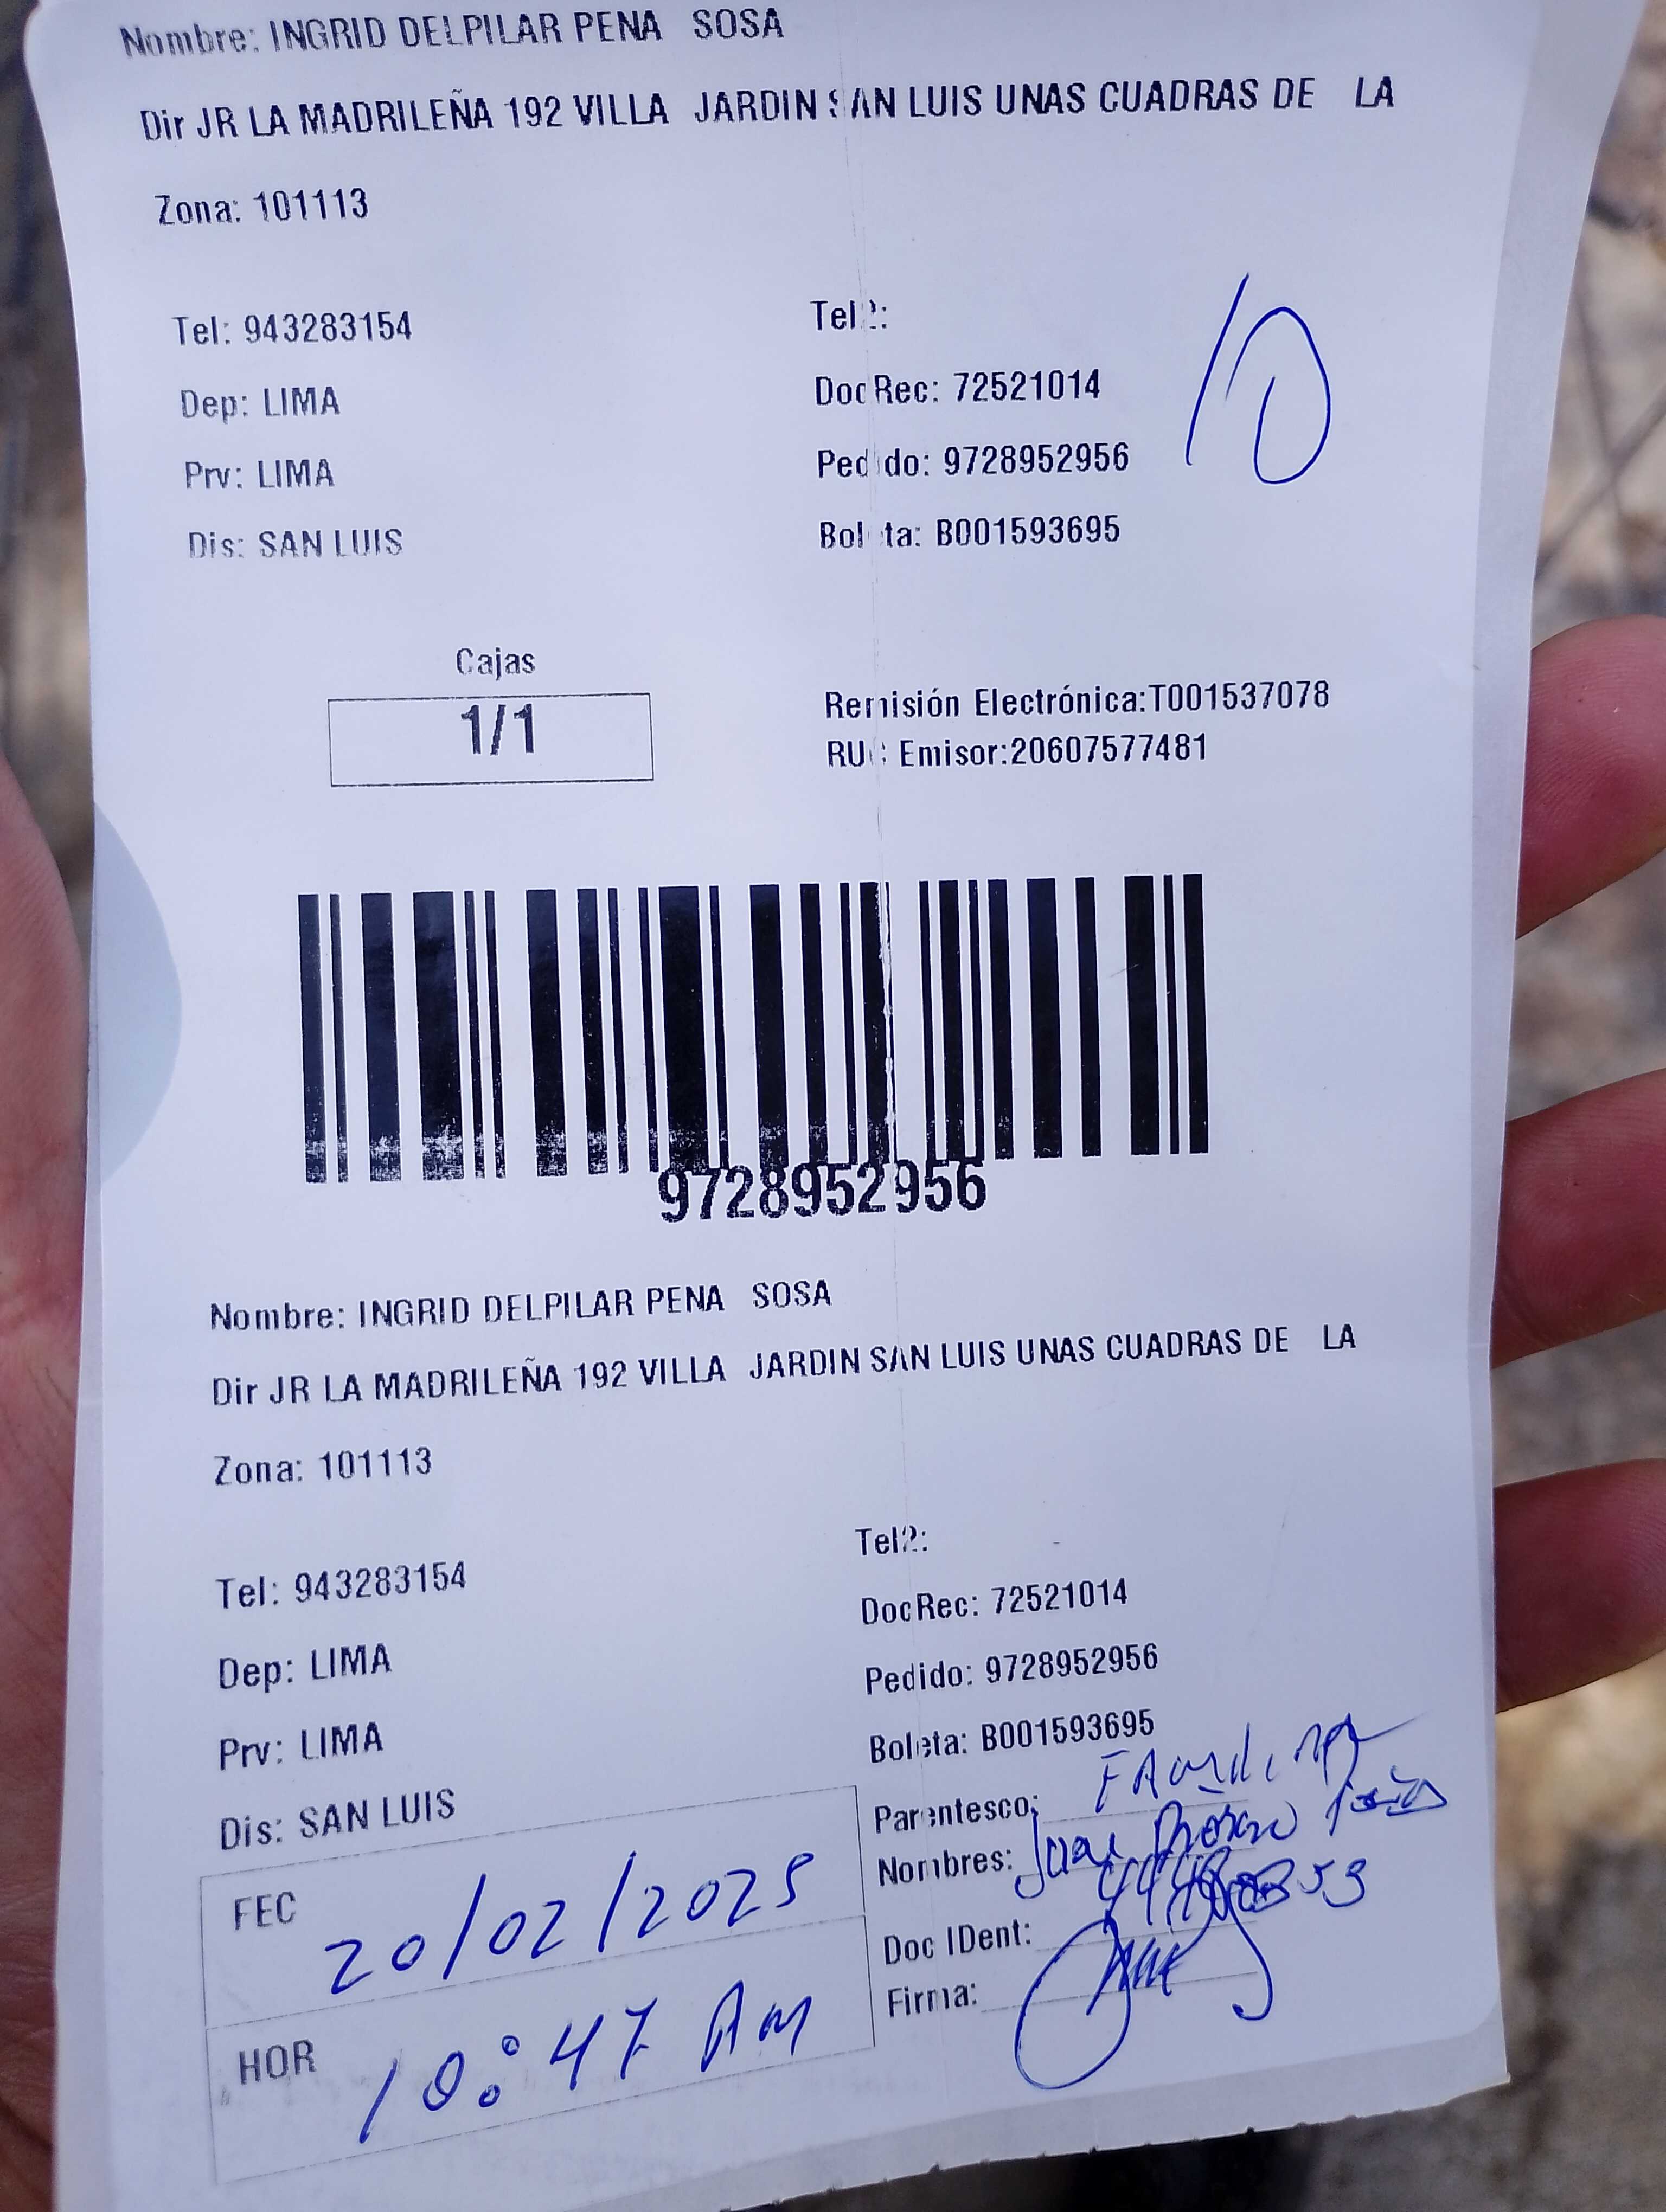 Nombre: INGRID DELPILAR PENA SOSA
Dir JR LA MADRILEÑA 192 VILLA JARDIN SAN LUIS UNAS CUADRAS DE LA
Zona: 101113
Tel: 943283154
Tel2:
Dep: LIMA
DocRec: 72521014
Prv: LIMA
Pedido: 9728952956
Dis: SAN LUIS
Boleta: B001593695
10
Cajas
1/1
Remisión Electrónica:T001537078
RUC Emisor:20607577481
9728952956
Nombre: INGRID DELPILAR PENA SOSA
Dir JR LA MADRILEÑA 192 VILLA JARDIN SAN LUIS UNAS CUADRAS DE LA
Zona: 101113
Tel: 943283154
Tel2:
Dep: LIMA
DocRec: 72521014
Prv: LIMA
Pedido: 9728952956
Dis: SAN LUIS
Boleta: B001593695
Parentesco:
Nombres:
Doc IDent:
Firma:
FEC 20/02/2025
HOR 10:47 AM